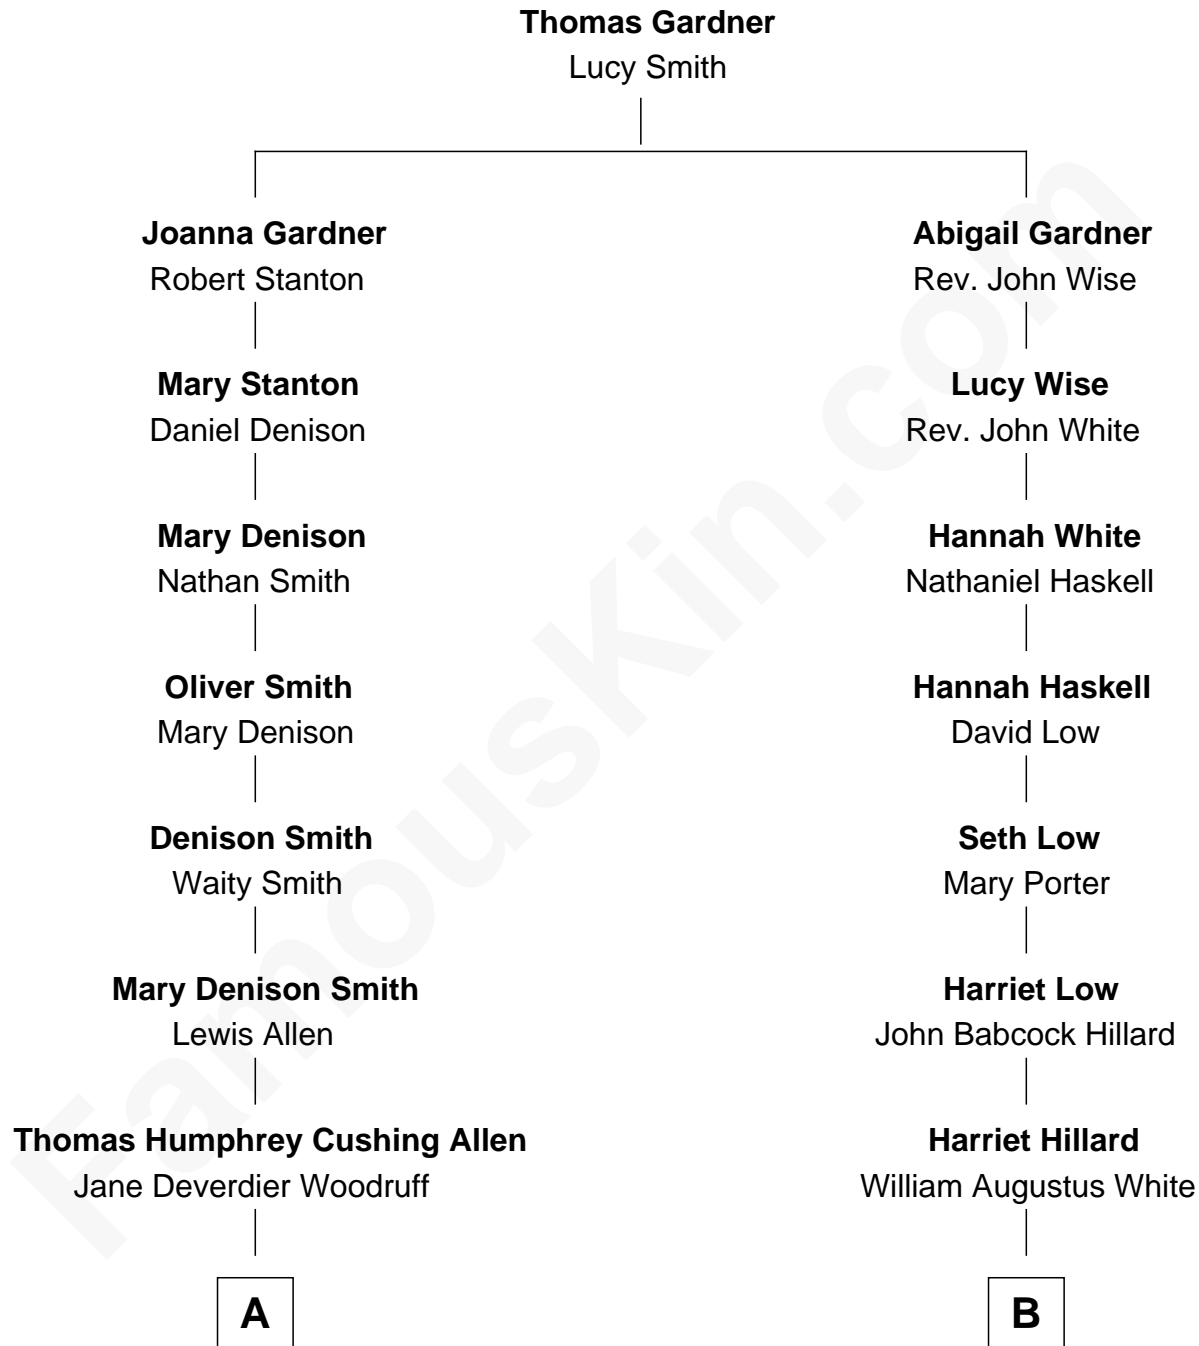 Thomas Gardner
Lucy Smith
Joanna Gardner
Robert Stanton
Mary Stanton
Daniel Denison
Mary Denison
Nathan Smith
Oliver Smith
Mary Denison
Denison Smith
Waity Smith
Mary Denison Smith
Lewis Allen
Thomas Humphrey Cushing Allen
Jane Deverdier Woodruff
A
Abigail Gardner
Rev. John Wise
Lucy Wise
Rev. John White
Hannah White
Nathaniel Haskell
Hannah Haskell
David Low
Seth Low
Mary Porter
Harriet Low
John Babcock Hillard
Harriet Hillard
William Augustus White
B
FamousKin.com